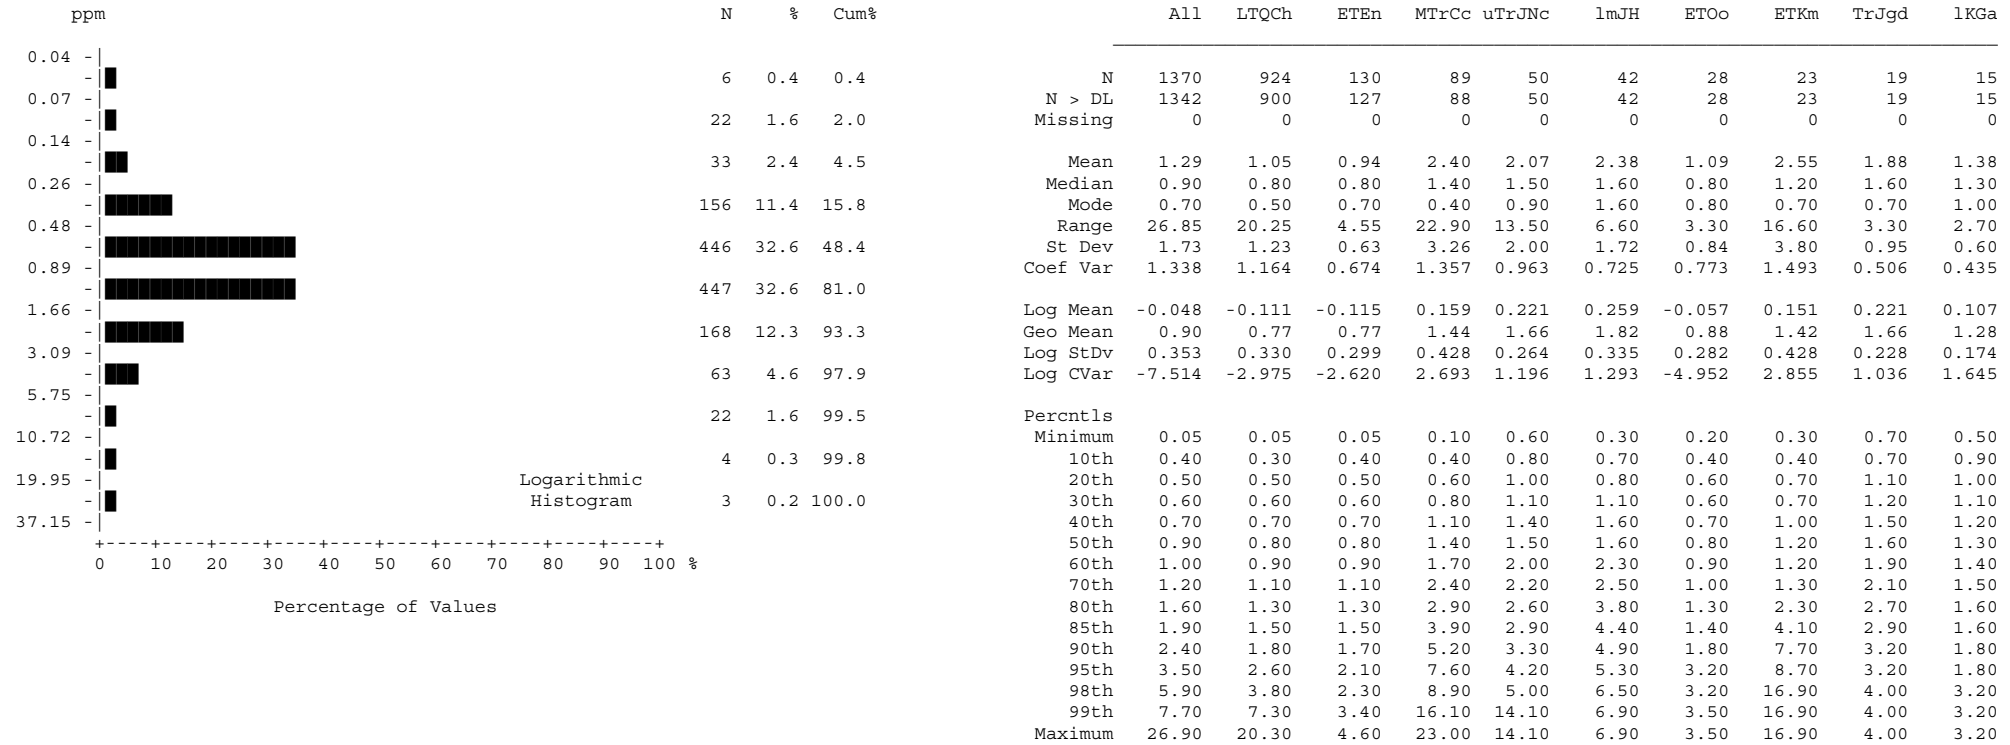 ppm N % Cum% All LTQCh ETEn MTrCc uTrJNc lmJH ETOo ETKm TrJgd lKGa
0.04 -|
-| 6 0.4 0.4 N 1370 924 130 89 50 42 28 23 19 15
0.07 -| N > DL 1342 900 127 88 50 42 28 23 19 15
-| 22 1.6 2.0 Missing 0 0 0 0 0 0 0 0 0 0
0.14 -|
-| 33 2.4 4.5 Mean 1.29 1.05 0.94 2.40 2.07 2.38 1.09 2.55 1.88 1.38
0.26 -| Median 0.90 0.80 0.80 1.40 1.50 1.60 0.80 1.20 1.60 1.30
-| 156 11.4 15.8 Mode 0.70 0.50 0.70 0.40 0.90 1.60 0.80 0.70 0.70 1.00
0.48 -| Range 26.85 20.25 4.55 22.90 13.50 6.60 3.30 16.60 3.30 2.70
-| 446 32.6 48.4 St Dev 1.73 1.23 0.63 3.26 2.00 1.72 0.84 3.80 0.95 0.60
0.89 -| Coef Var 1.338 1.164 0.674 1.357 0.963 0.725 0.773 1.493 0.506 0.435
-| 447 32.6 81.0
1.66 -| Log Mean -0.048 -0.111 -0.115 0.159 0.221 0.259 -0.057 0.151 0.221 0.107
-| 168 12.3 93.3 Geo Mean 0.90 0.77 0.77 1.44 1.66 1.82 0.88 1.42 1.66 1.28
3.09 -| Log StDv 0.353 0.330 0.299 0.428 0.264 0.335 0.282 0.428 0.228 0.174
-| 63 4.6 97.9 Log CVar -7.514 -2.975 -2.620 2.693 1.196 1.293 -4.952 2.855 1.036 1.645
5.75 -|
-| 22 1.6 99.5 Percntls
10.72 -| Minimum 0.05 0.05 0.05 0.10 0.60 0.30 0.20 0.30 0.70 0.50
-| 4 0.3 99.8 10th 0.40 0.30 0.40 0.40 0.80 0.70 0.40 0.40 0.70 0.90
19.95 -| Logarithmic 20th 0.50 0.50 0.50 0.60 1.00 0.80 0.60 0.70 1.10 1.00
-| Histogram 3 0.2 100.0 30th 0.60 0.60 0.60 0.80 1.10 1.10 0.60 0.70 1.20 1.10
37.15 -| 40th 0.70 0.70 0.70 1.10 1.40 1.60 0.70 1.00 1.50 1.20
+----+----+----+----+----+----+----+----+----+----+ 50th 0.90 0.80 0.80 1.40 1.50 1.60 0.80 1.20 1.60 1.30
0 10 20 30 40 50 60 70 80 90 100 % 60th 1.00 0.90 0.90 1.70 2.00 2.30 0.90 1.20 1.90 1.40
70th 1.20 1.10 1.10 2.40 2.20 2.50 1.00 1.30 2.10 1.50
Percentage of Values 80th 1.60 1.30 1.30 2.90 2.60 3.80 1.30 2.30 2.70 1.60
85th 1.90 1.50 1.50 3.90 2.90 4.40 1.40 4.10 2.90 1.60
90th 2.40 1.80 1.70 5.20 3.30 4.90 1.80 7.70 3.20 1.80
95th 3.50 2.60 2.10 7.60 4.20 5.30 3.20 8.70 3.20 1.80
98th 5.90 3.80 2.30 8.90 5.00 6.50 3.20 16.90 4.00 3.20
99th 7.70 7.30 3.40 16.10 14.10 6.90 3.50 16.90 4.00 3.20
Maximum 26.90 20.30 4.60 23.00 14.10 6.90 3.50 16.90 4.00 3.20